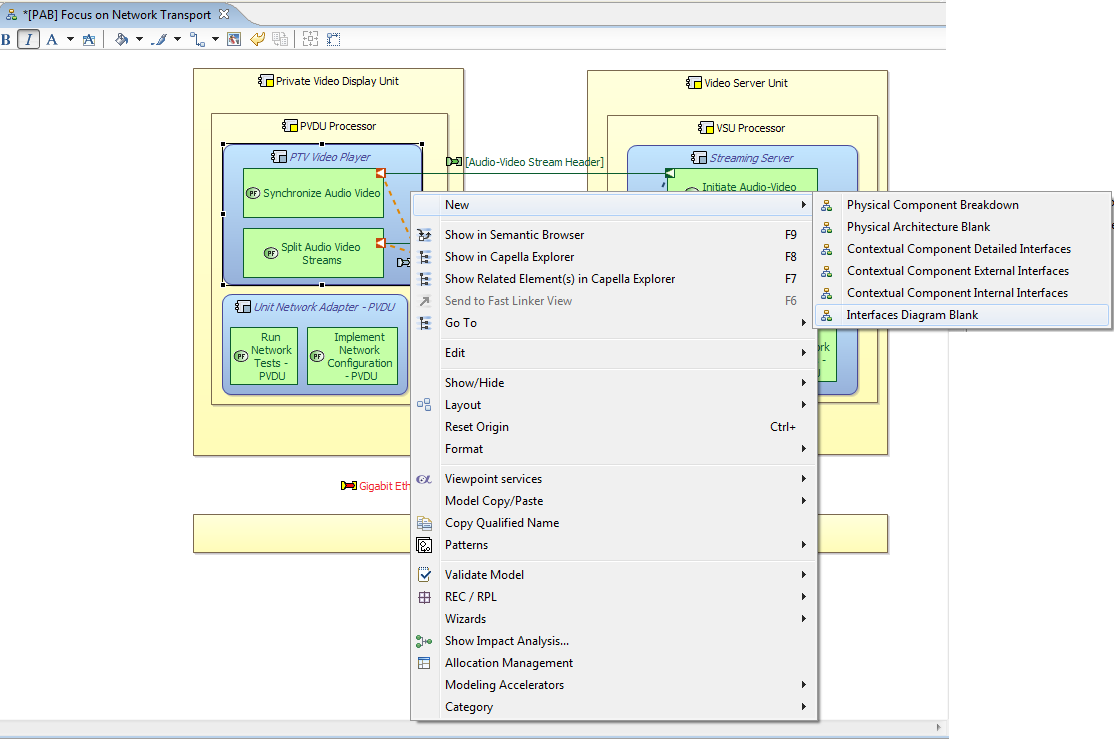 *[PAB] Focus on Network Transport
B I A A
Private Video Display Unit
PVDU Processor
PTV Video Player
PF Synchronize Audio Video
PF Split Audio Video
Streams
Unit Network Adapter - PVDU
PF Run
Network
Tests -
PVDU
PF Implement
Network
Configuration
- PVDU
[Audio-Video Stream Header]
Video Server Unit
VSU Processor
Streaming Server
Initiate Audio-Video
Gigabit Eth
New
Show in Semantic Browser F9
Show in Capella Explorer F8
Show Related Element(s) in Capella Explorer F7
Send to Fast Linker View F6
Go To
Edit
Show/Hide
Layout
Reset Origin Ctrl+
Format
Viewpoint services
Model Copy/Paste
Copy Qualified Name
Patterns
Validate Model
REC / RPL
Wizards
Show Impact Analysis...
Allocation Management
Modeling Accelerators
Category
Physical Component Breakdown
Physical Architecture Blank
Contextual Component Detailed Interfaces
Contextual Component External Interfaces
Contextual Component Internal Interfaces
Interfaces Diagram Blank